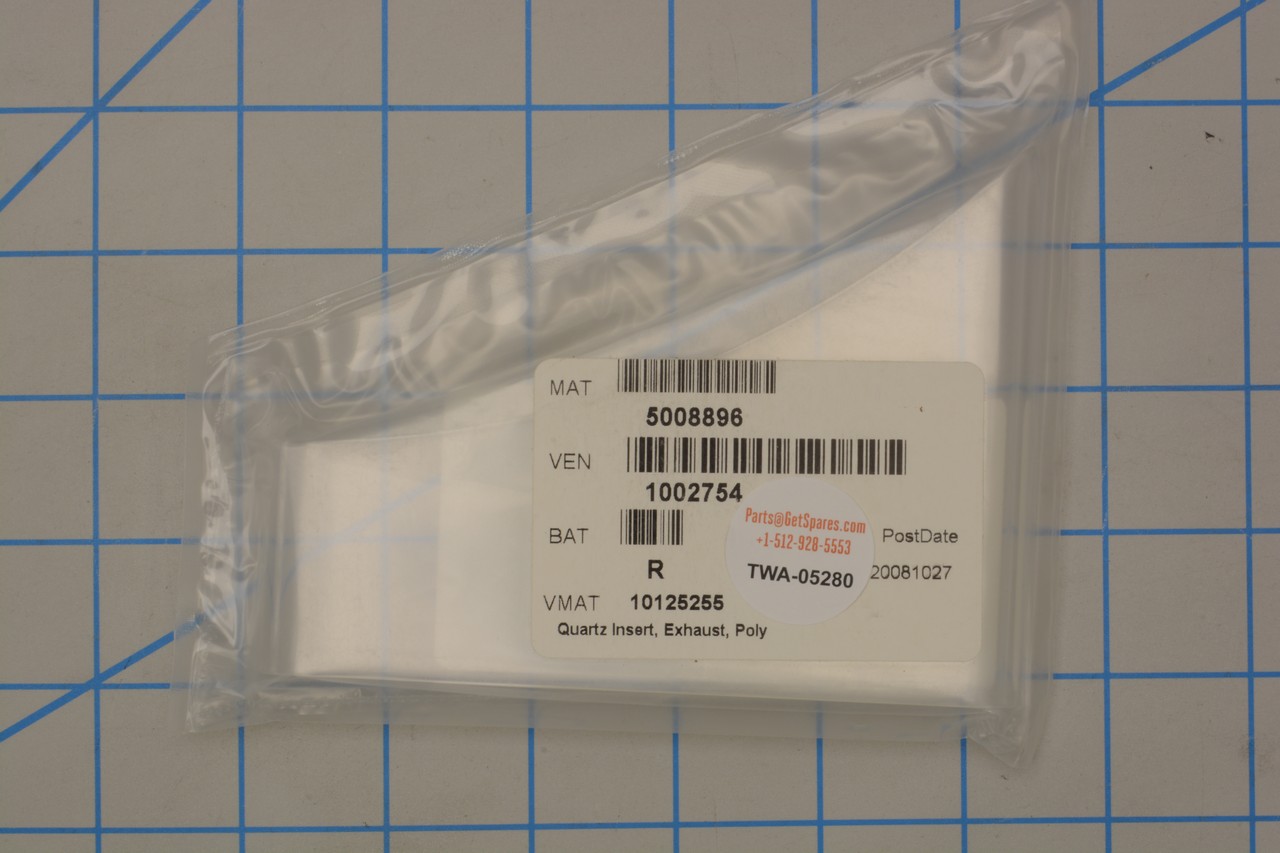 MAT
5008896
VEN
1002754
Parts@GetSpares.com
+1-512-928-5553
TWA-05280
BAT
PostDate
R
20081027
VMAT 10125255
Quartz Insert, Exhaust, Poly